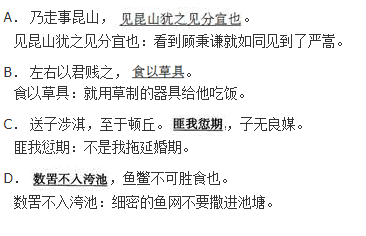 A． 乃走事昆山， 见昆山犹之见分宜也。
见昆山犹之见分宜也：看到顾秉谦就如同见到了严嵩。
B． 左右以君贱之， 食以草具。
食以草具：就用草制的器具给他吃饭。
C． 送子涉淇，至于顿丘。 匪我愆期，，子无良媒。
匪我愆期：不是我拖延婚期。
D． 数罟不入洿池，鱼鳖不可胜食也。
数罟不入洿池：细密的鱼网不要撒进池塘。